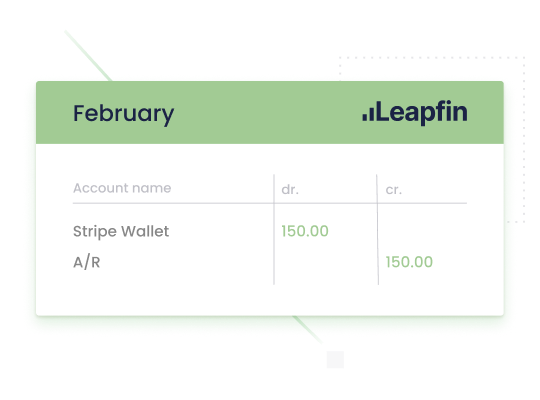 February Leapfin
Account name dr. cr.
Stripe Wallet 150.00
A/R 150.00